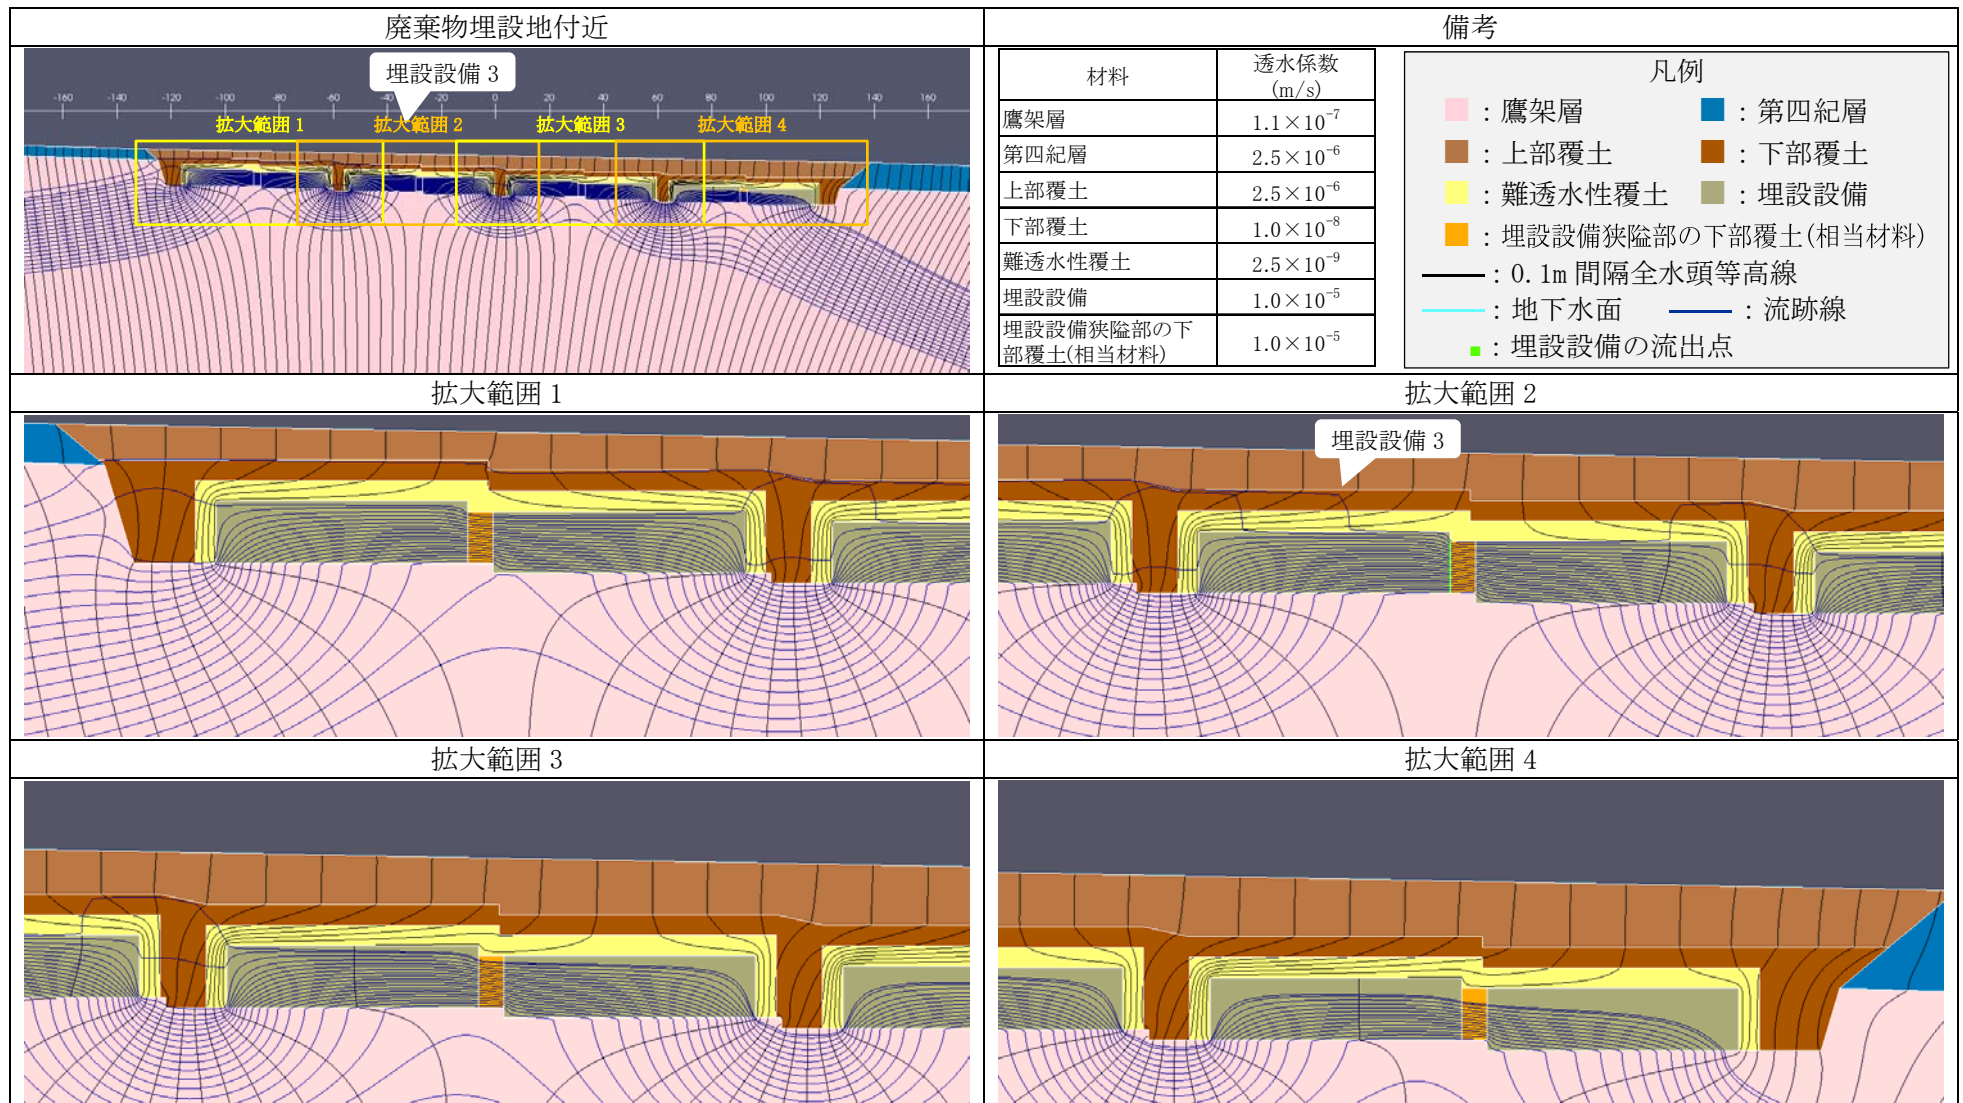 廃棄物埋設地付近
備考
埋設設備 3
-160 -140 -120 -100 -80 -60 -40 -20 0 20 40 60 80 100 120 140 160
拡大範囲 1
拡大範囲 2
拡大範囲 3
拡大範囲 4
材料 透水係数
(m/s)
鷹架層 1.1×10⁻⁷
第四紀層 2.5×10⁻⁶
上部覆土 2.5×10⁻⁶
下部覆土 1.0×10⁻⁸
難透水性覆土 2.5×10⁻⁹
埋設設備 1.0×10⁻⁵
埋設設備狭隘部の下
部覆土(相当材料) 1.0×10⁻⁵
凡例
：鷹架層 ：第四紀層
：上部覆土 ：下部覆土
：難透水性覆土 ：埋設設備
：埋設設備狭隘部の下部覆土(相当材料)
：0.1m 間隔全水頭等高線
：地下水面 ：流跡線
：埋設設備の流出点
拡大範囲 1
拡大範囲 2
埋設設備 3
拡大範囲 3
拡大範囲 4